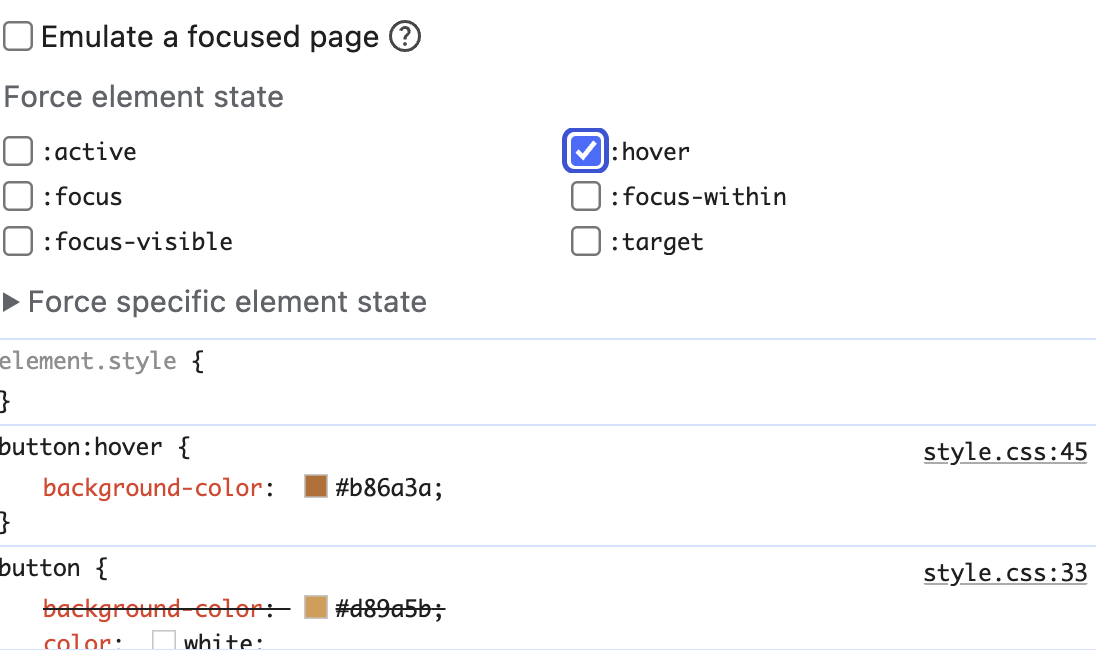 Emulate a focused page ?
Force element state
:active :hover
:focus :focus-within
:focus-visible :target
Force specific element state
element.style {
}
button:hover { style.css:45
background-color: #b86a3a;
}
button { style.css:33
background-color: #d89a5b;
color: white;